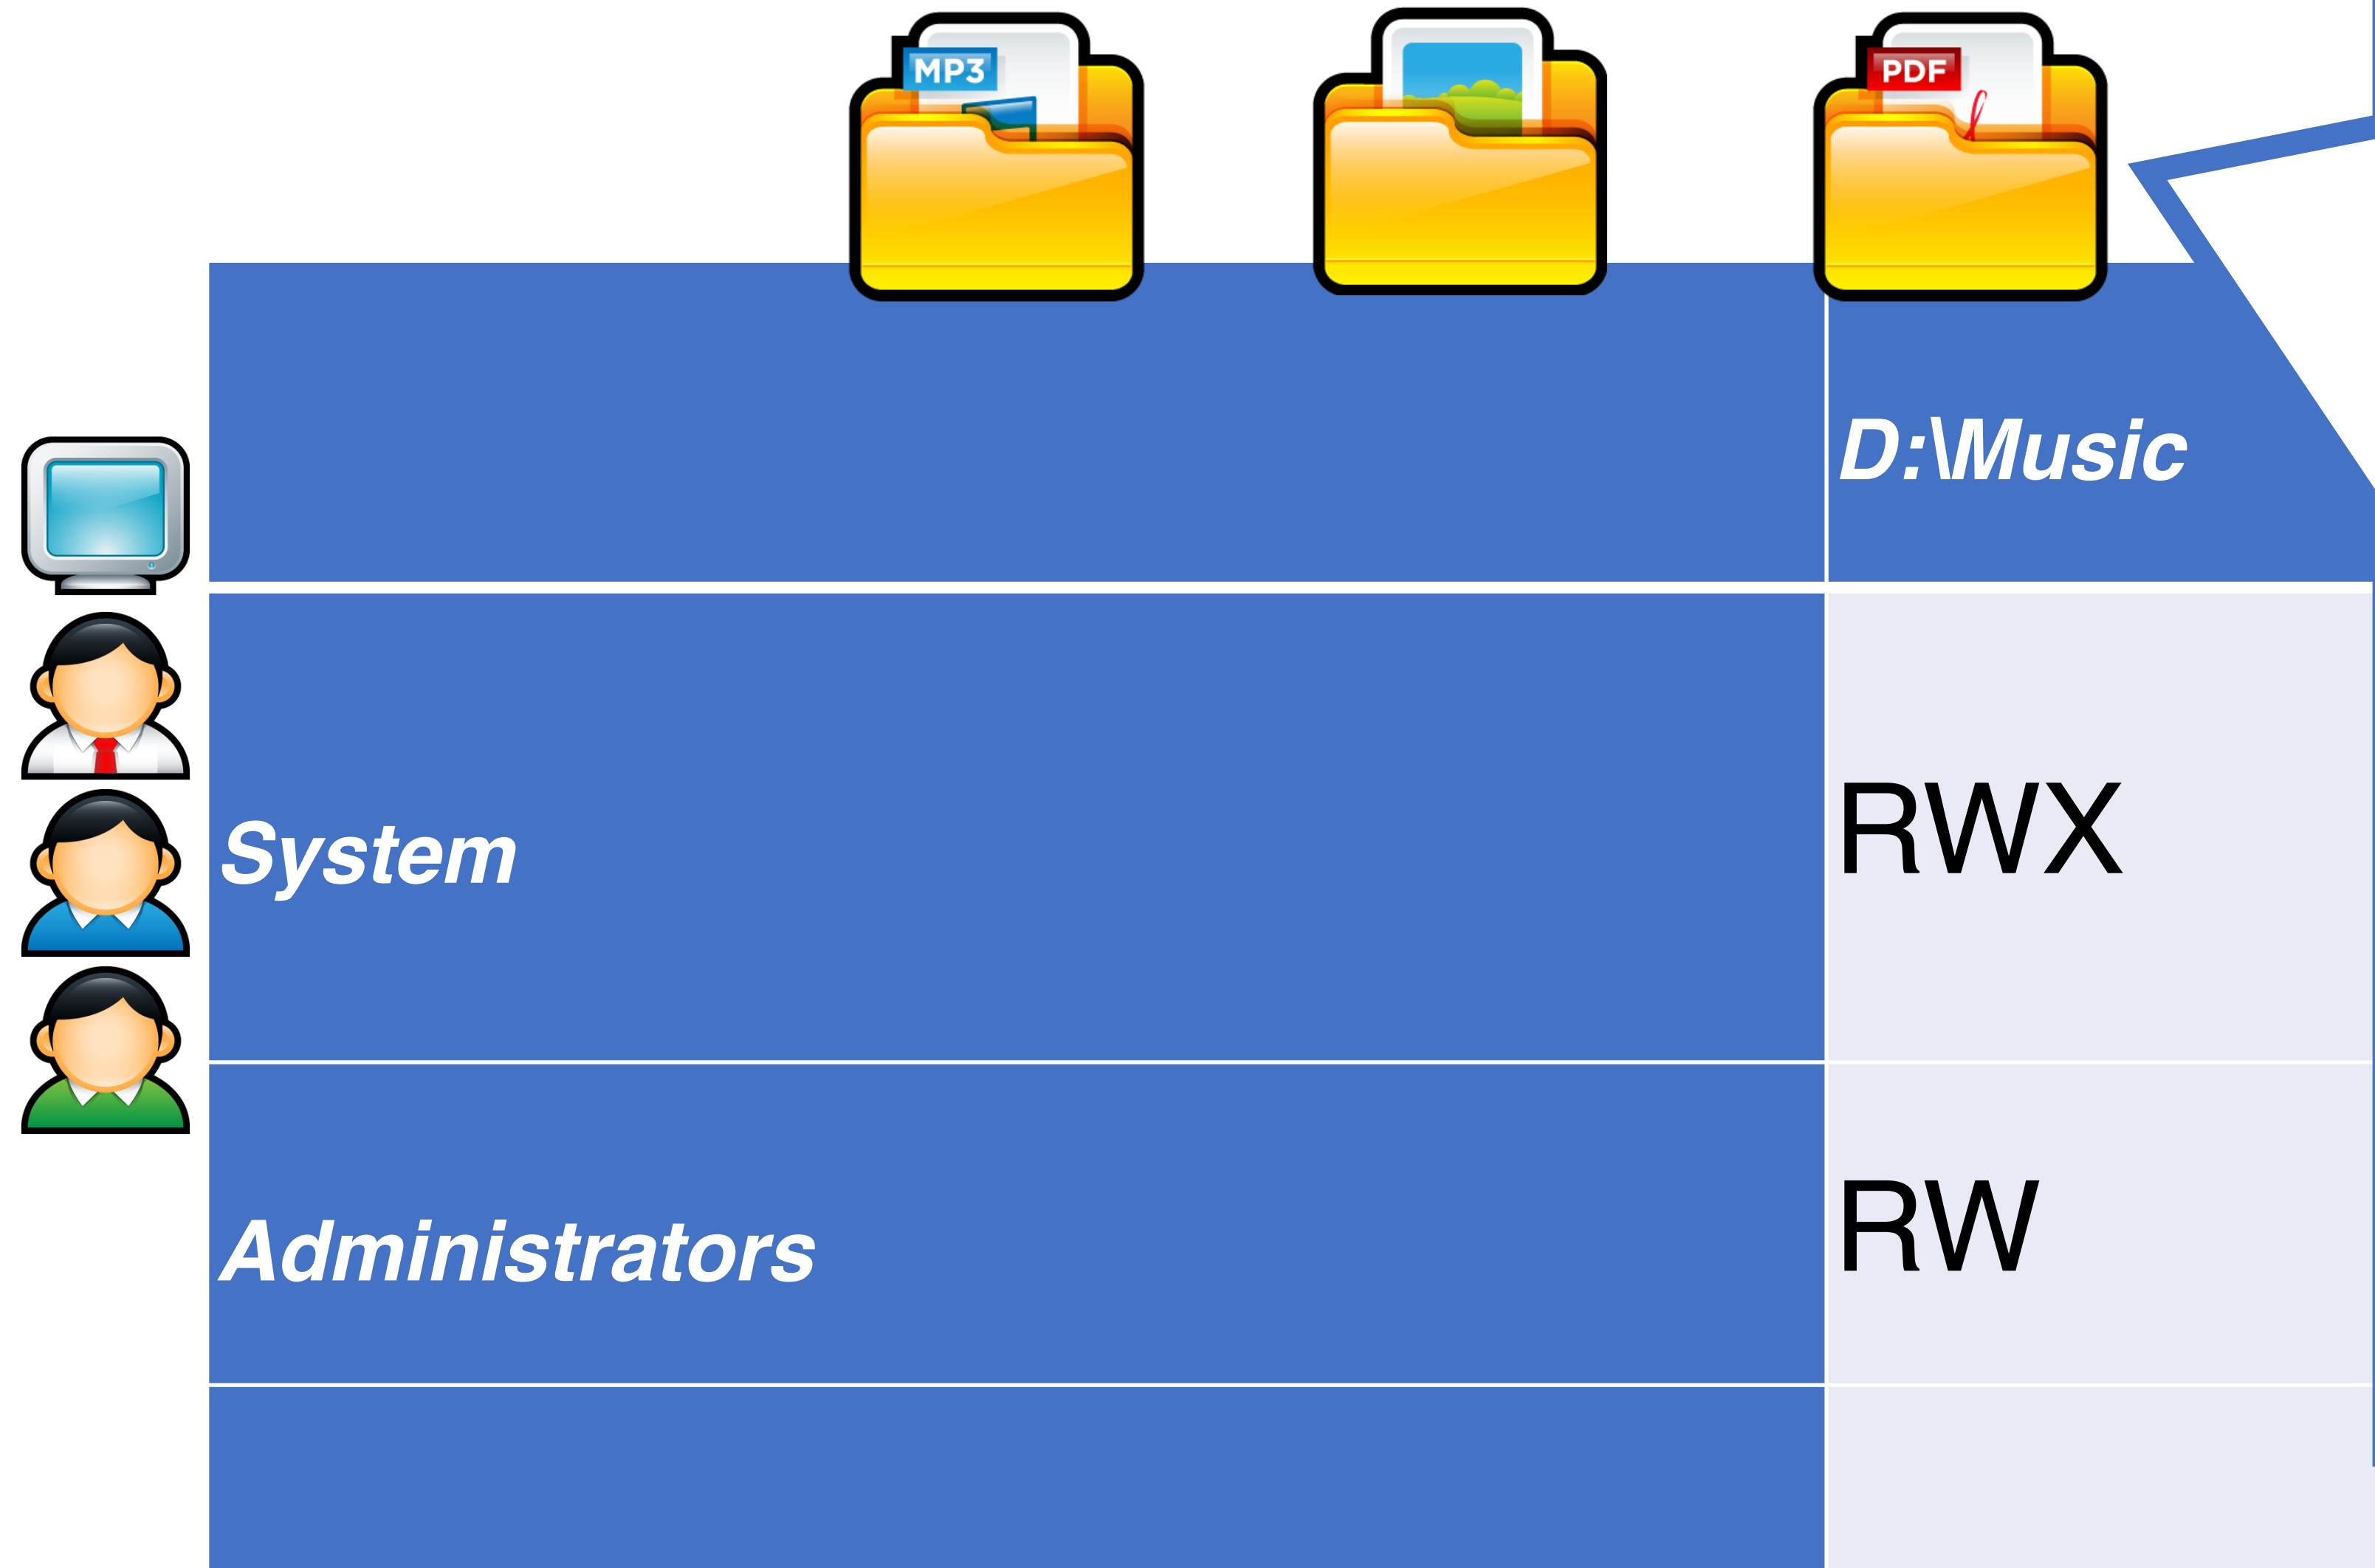 MP3
PDF
D:\Music
System
RWX
Administrators
RW